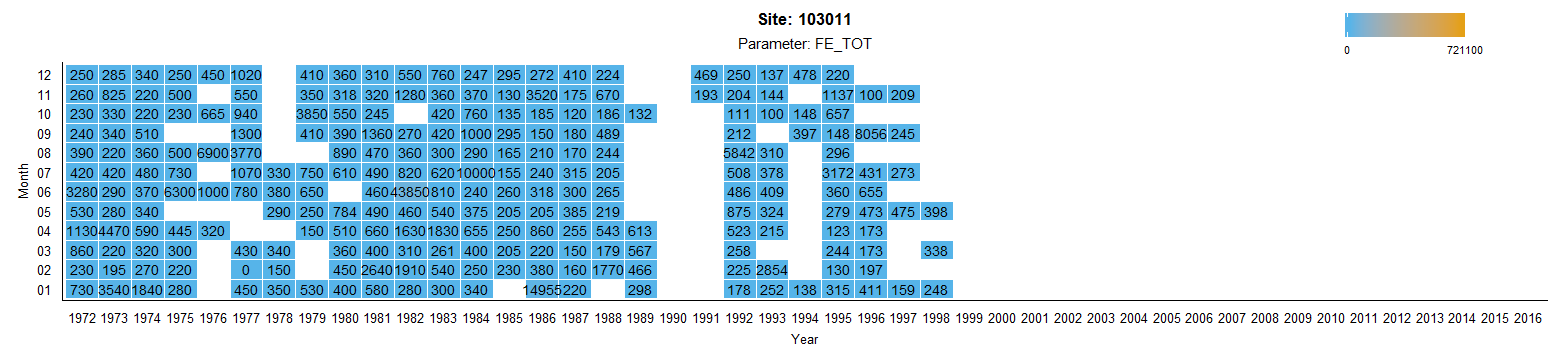 Site: 103011
Parameter: FE_TOT
0 721100
12 250 285 340 250 450 1020 410 360 310 550 760 247 295 272 410 224 469 250 137 478 220
11 260 825 220 500 550 350 318 320 1280 360 370 130 3520 175 670 193 204 144 1137 100 209
10 230 330 220 230 665 940 3850 550 245 420 760 135 185 120 186 132 111 100 148 657
09 240 340 510 1300 410 390 1360 270 420 1000 295 150 180 489 212 397 148 8056 245
08 390 220 360 500 6900 3770 890 470 360 300 290 165 210 170 244 5842 310 296
07 420 420 480 730 1070 330 750 610 490 820 620 10000 155 240 315 205 508 378 3172 431 273
06 3280 290 370 6300 1000 780 380 650 460 43850 810 240 260 318 300 265 486 409 360 655
05 530 280 340 290 250 784 490 460 540 375 205 205 385 219 875 324 279 473 475 398
04 1130 4470 590 445 320 150 510 660 1630 1830 655 250 860 255 543 613 523 215 123 173
03 860 220 320 300 430 340 360 400 310 261 400 205 220 150 179 567 258 244 173 338
02 230 195 270 220 0 150 450 2640 1910 540 250 230 380 160 1770 466 225 2854 130 197
01 730 3540 1840 280 450 350 530 400 580 280 300 340 14955 220 298 178 252 138 315 411 159 248
Month
1972 1973 1974 1975 1976 1977 1978 1979 1980 1981 1982 1983 1984 1985 1986 1987 1988 1989 1990 1991 1992 1993 1994 1995 1996 1997 1998 1999 2000 2001 2002 2003 2004 2005 2006 2007 2008 2009 2010 2011 2012 2013 2014 2015 2016
Year